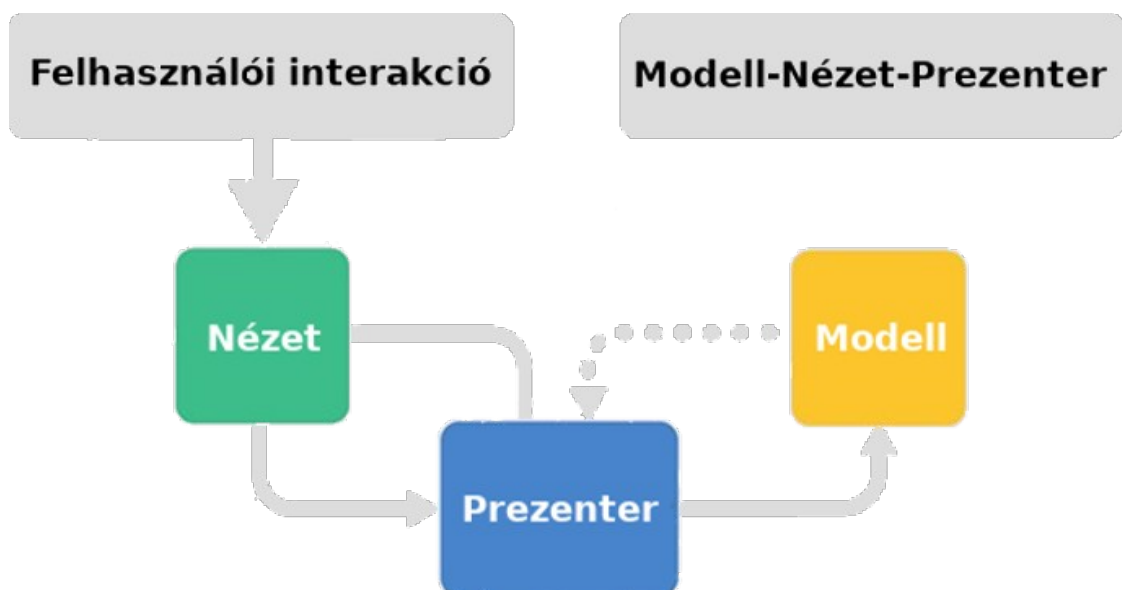 Felhasználói interakció
Modell-Nézet-Prezenter
Nézet
Modell
Prezenter